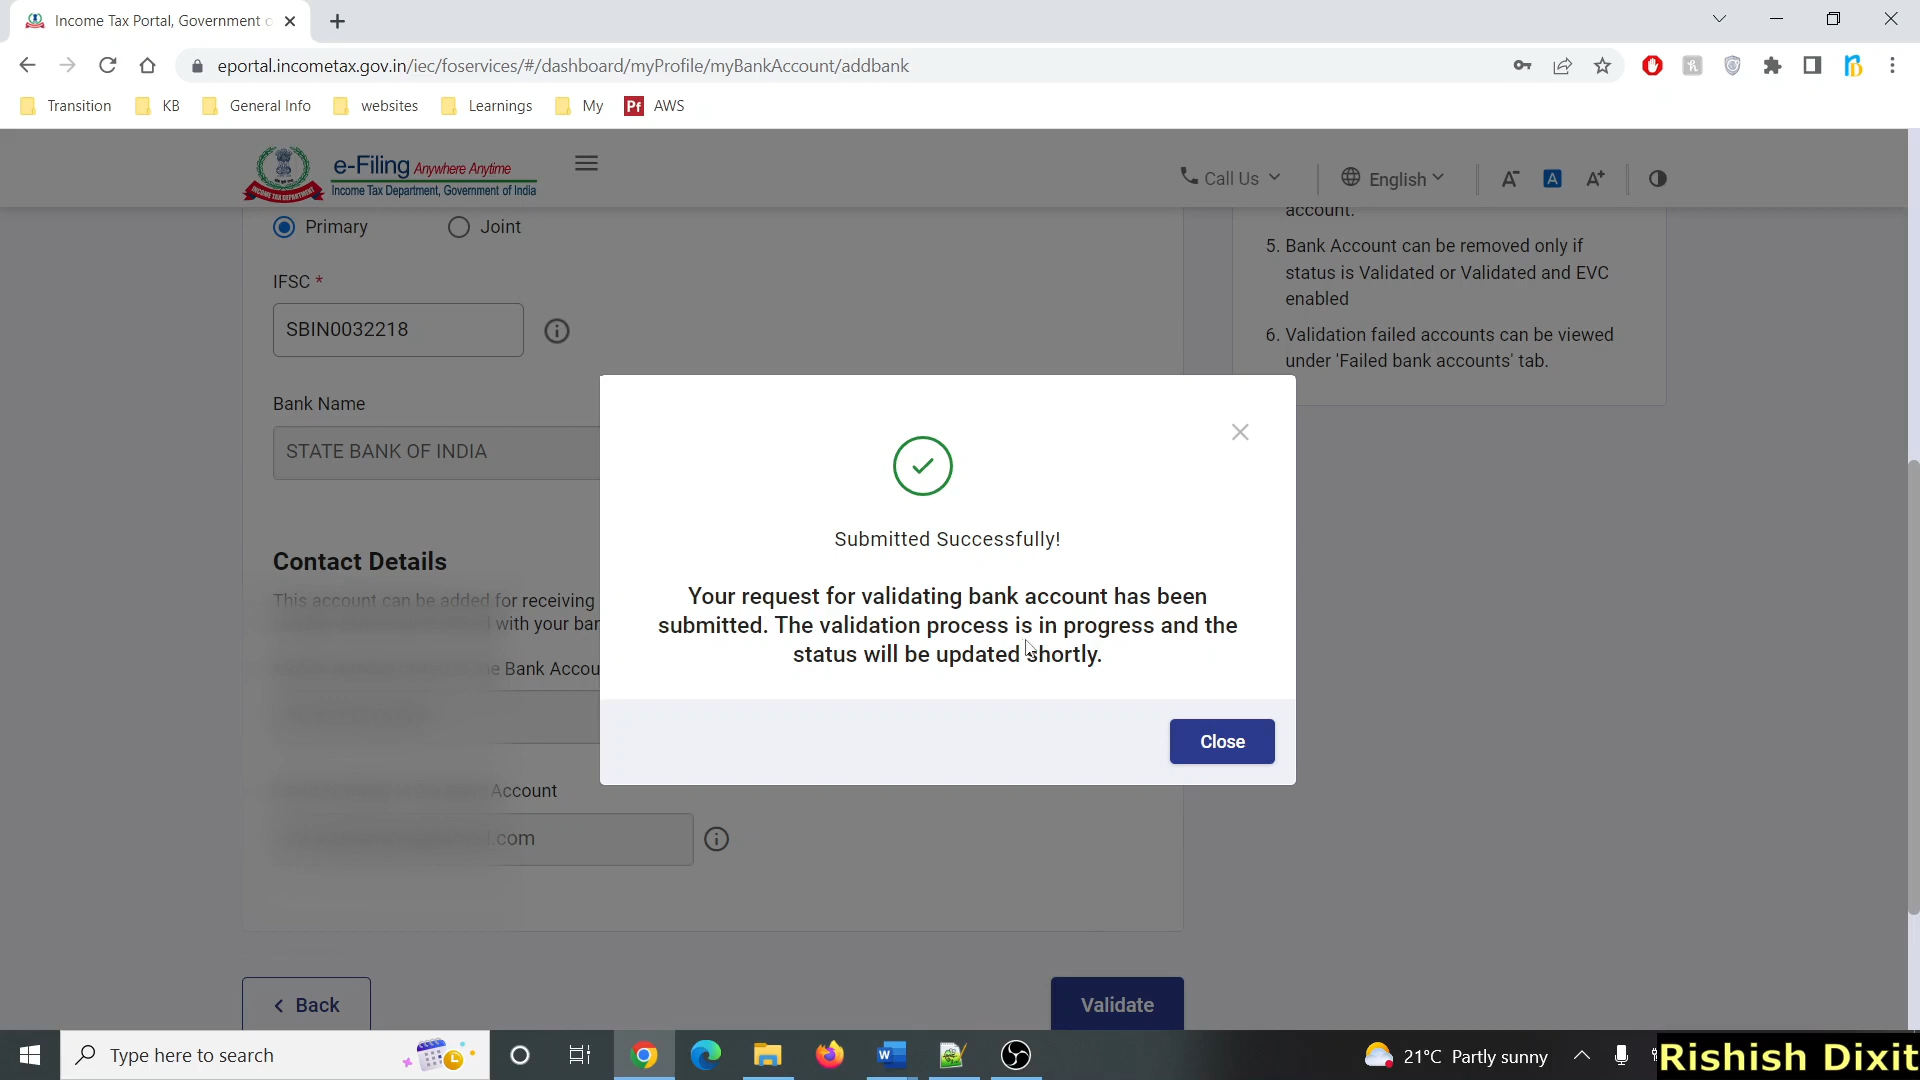 Income Tax Portal, Government o
eportal.incometax.gov.in/iec/foservices/#/dashboard/myProfile/myBankAccount/addbank
Transition KB General Info websites Learnings My Pf AWS
e-Filing Anywhere Anytime
Income Tax Department, Government of India
INCOME TAX DEPARTMENT
Call Us English A- A A+
Primary Joint
IFSC *
SBIN0032218
Bank Name
STATE BANK OF INDIA
Contact Details
This account can be added for receiving
with your ban
e Bank Accou
Account
.com
Back Validate
account.
5. Bank Account can be removed only if
status is Validated or Validated and EVC
enabled
6. Validation failed accounts can be viewed
under 'Failed bank accounts' tab.
Submitted Successfully!
Your request for validating bank account has been
submitted. The validation process is in progress and the
status will be updated shortly.
Close
Type here to search
21°C Partly sunny
Rishish Dixit